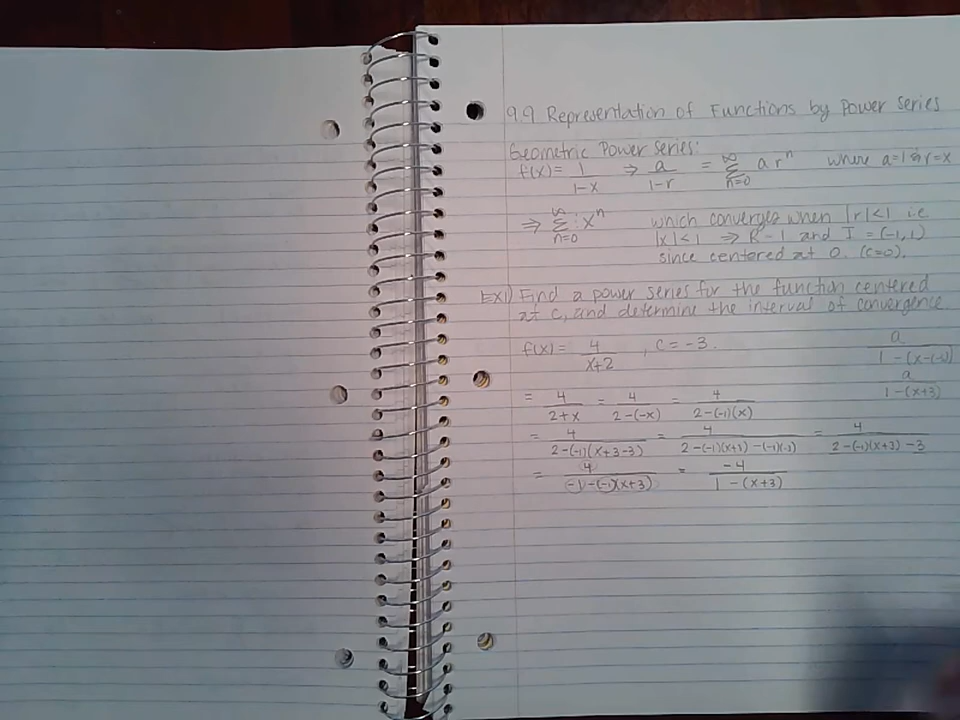 9.9 Representation of Functions by Power Series
Geometric Power Series:
f(x) = 1/(1-x) ⇒ a/(1-r) = ∞Σn=0 a r^n where a=1 & r=x
⇒ ∞Σn=0 x^n which converges when |r|<1 i.e
|x|<1 ⇒ R=1 and I = (-1,1)
since centered at 0. (c=0).
EX1) Find a power series for the function centered
at c, and determine the interval of convergence
f(x) = 4/(x+2), c = -3.
a/(1-(x-(-3)))
a/(1-(x+3))
= 4/(2+x) = 4/(2-(-x)) = 4/(2-(-1)(x))
= 4/(2-(-1)(x+3-3)) = 4/(2-(-1)(x+3)-(-1)(-3)) = 4/(2-(-1)(x+3)-3)
= 4/(-1-(-1)(x+3)) = -4/(1-(x+3))